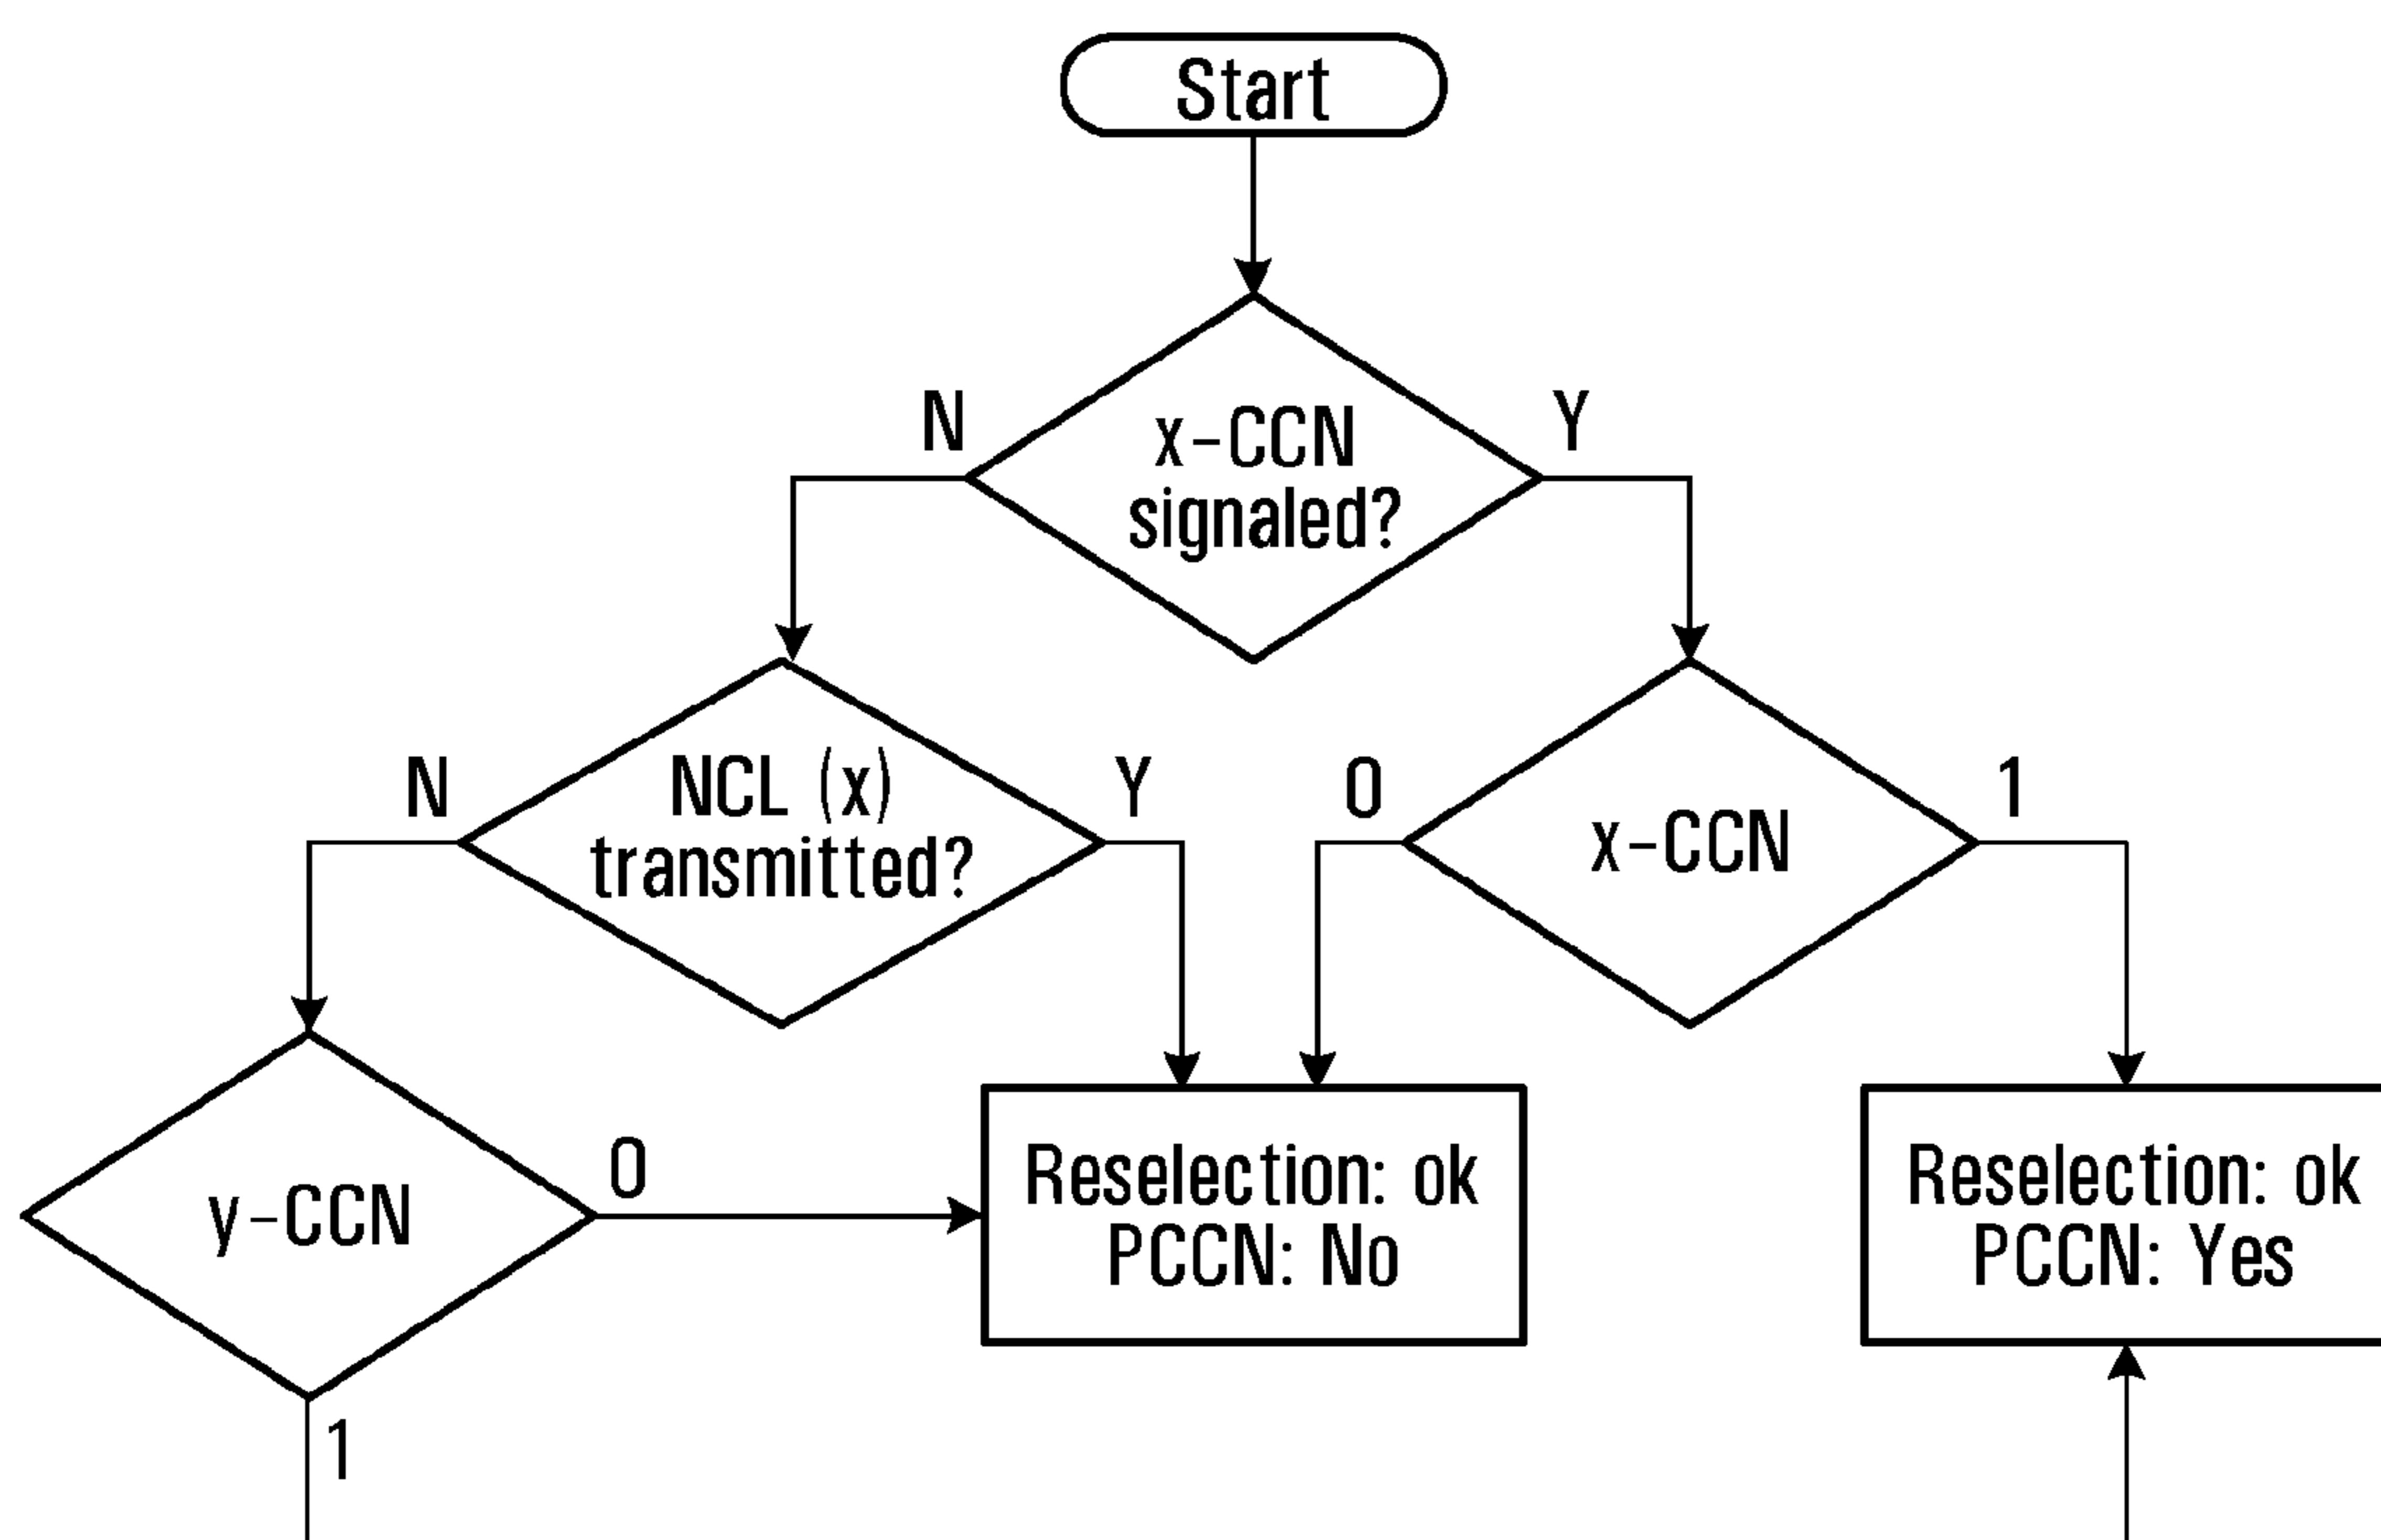 Start
N
Y
x-CCN
signaled?
N
NCL (x)
transmitted?
Y
0
x-CCN
1
y-CCN
0
Reselection: ok
PCCN: No
Reselection: ok
PCCN: Yes
1